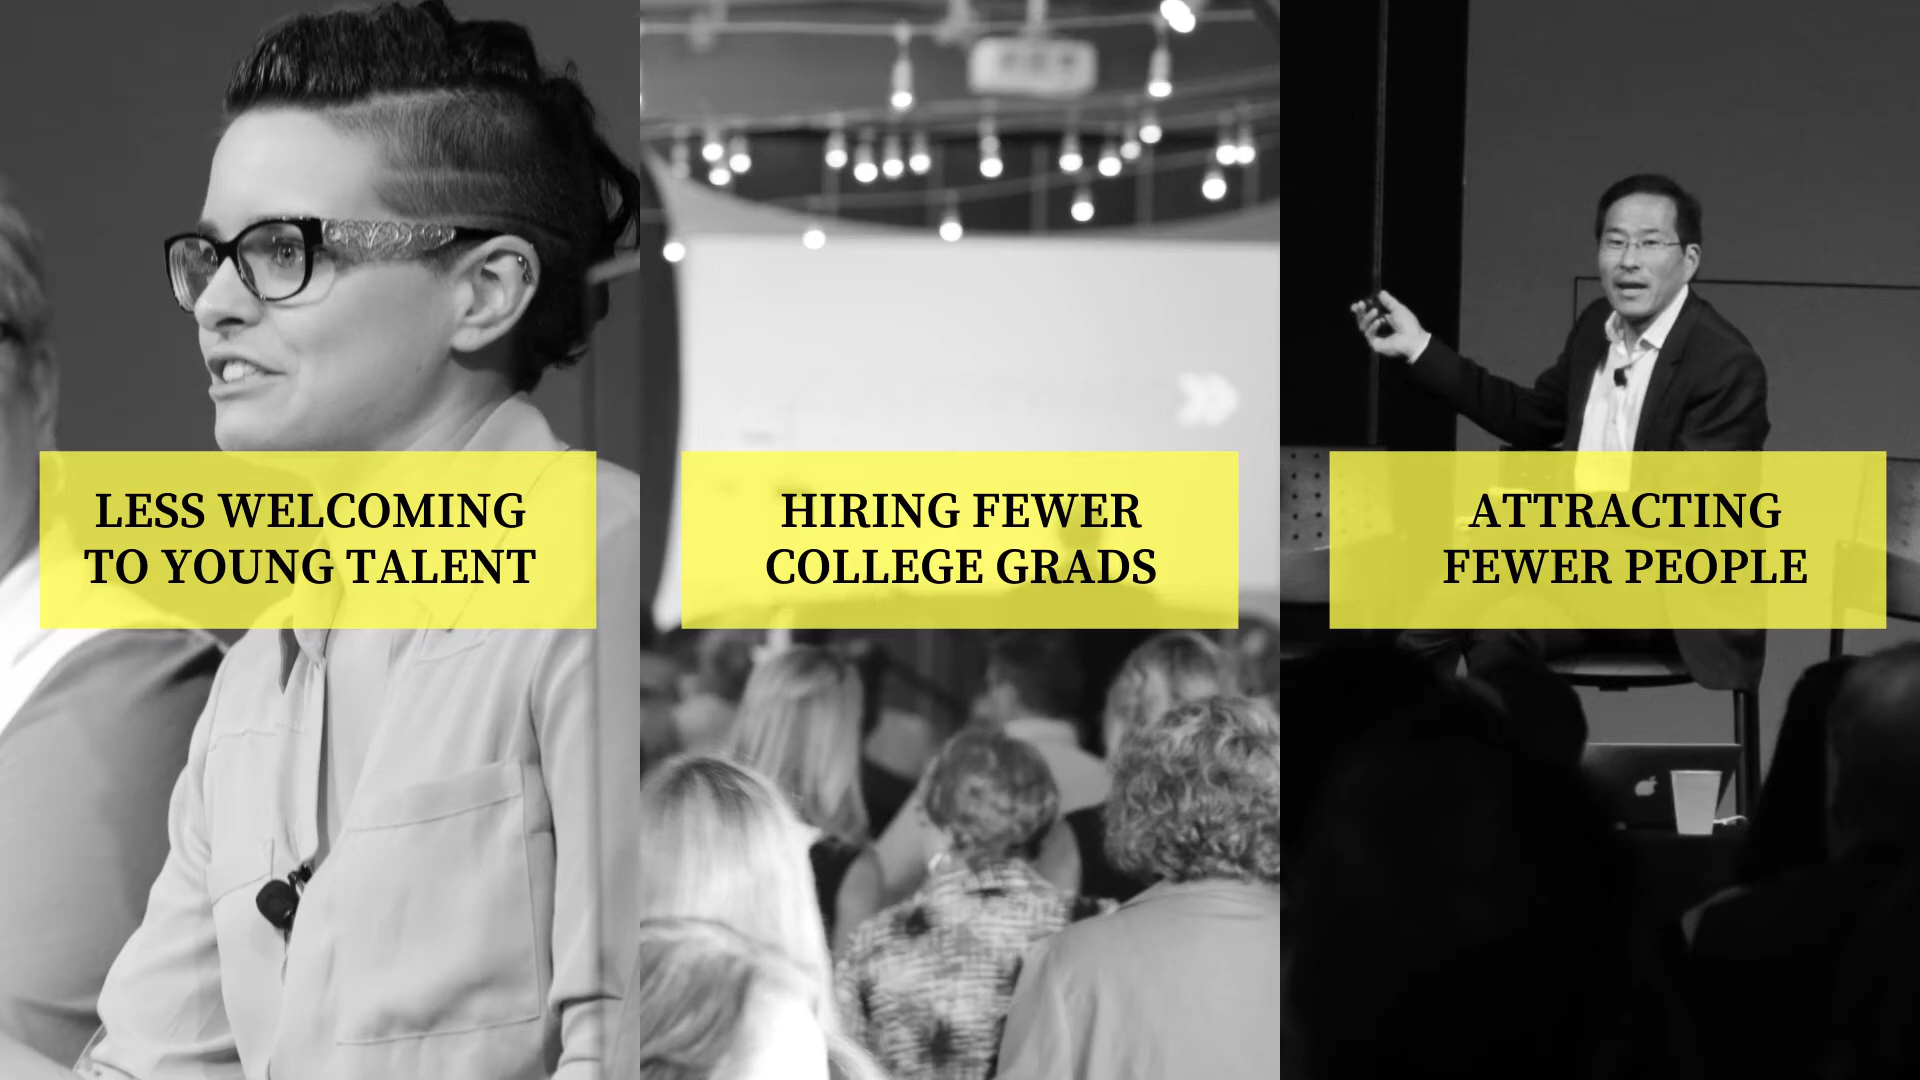 LESS WELCOMING
TO YOUNG TALENT
HIRING FEWER
COLLEGE GRADS
ATTRACTING
FEWER PEOPLE